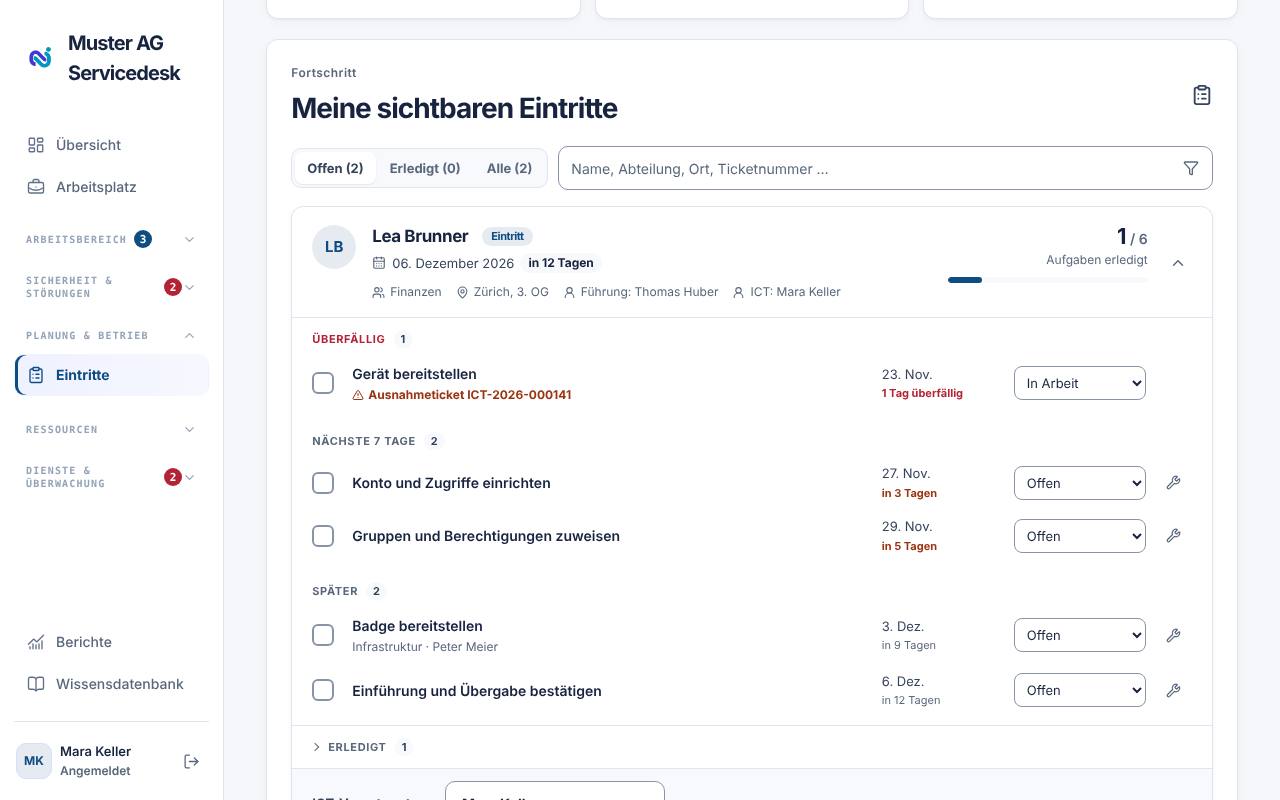 Muster AG
Servicedesk
Übersicht
Arbeitsplatz
ARBEITSBEREICH 3
SICHERHEIT &
STÖRUNGEN 2
PLANUNG & BETRIEB
Eintritte
RESSOURCEN
DIENSTE &
ÜBERWACHUNG 2
Berichte
Wissensdatenbank
MK
Mara Keller
Angemeldet
Fortschritt
Meine sichtbaren Eintritte
Offen (2) Erledigt (0) Alle (2)
Name, Abteilung, Ort, Ticketnummer ...
LB
Lea Brunner Eintritt
06. Dezember 2026 in 12 Tagen
Finanzen Zürich, 3. OG Führung: Thomas Huber ICT: Mara Keller
1 / 6
Aufgaben erledigt
ÜBERFÄLLIG 1
Gerät bereitstellen
Ausnahmeticket ICT-2026-000141
23. Nov.
1 Tag überfällig
In Arbeit
NÄCHSTE 7 TAGE 2
Konto und Zugriffe einrichten
27. Nov.
in 3 Tagen
Offen
Gruppen und Berechtigungen zuweisen
29. Nov.
in 5 Tagen
Offen
SPÄTER 2
Badge bereitstellen
Infrastruktur · Peter Meier
3. Dez.
in 9 Tagen
Offen
Einführung und Übergabe bestätigen
6. Dez.
in 12 Tagen
Offen
ERLEDIGT 1